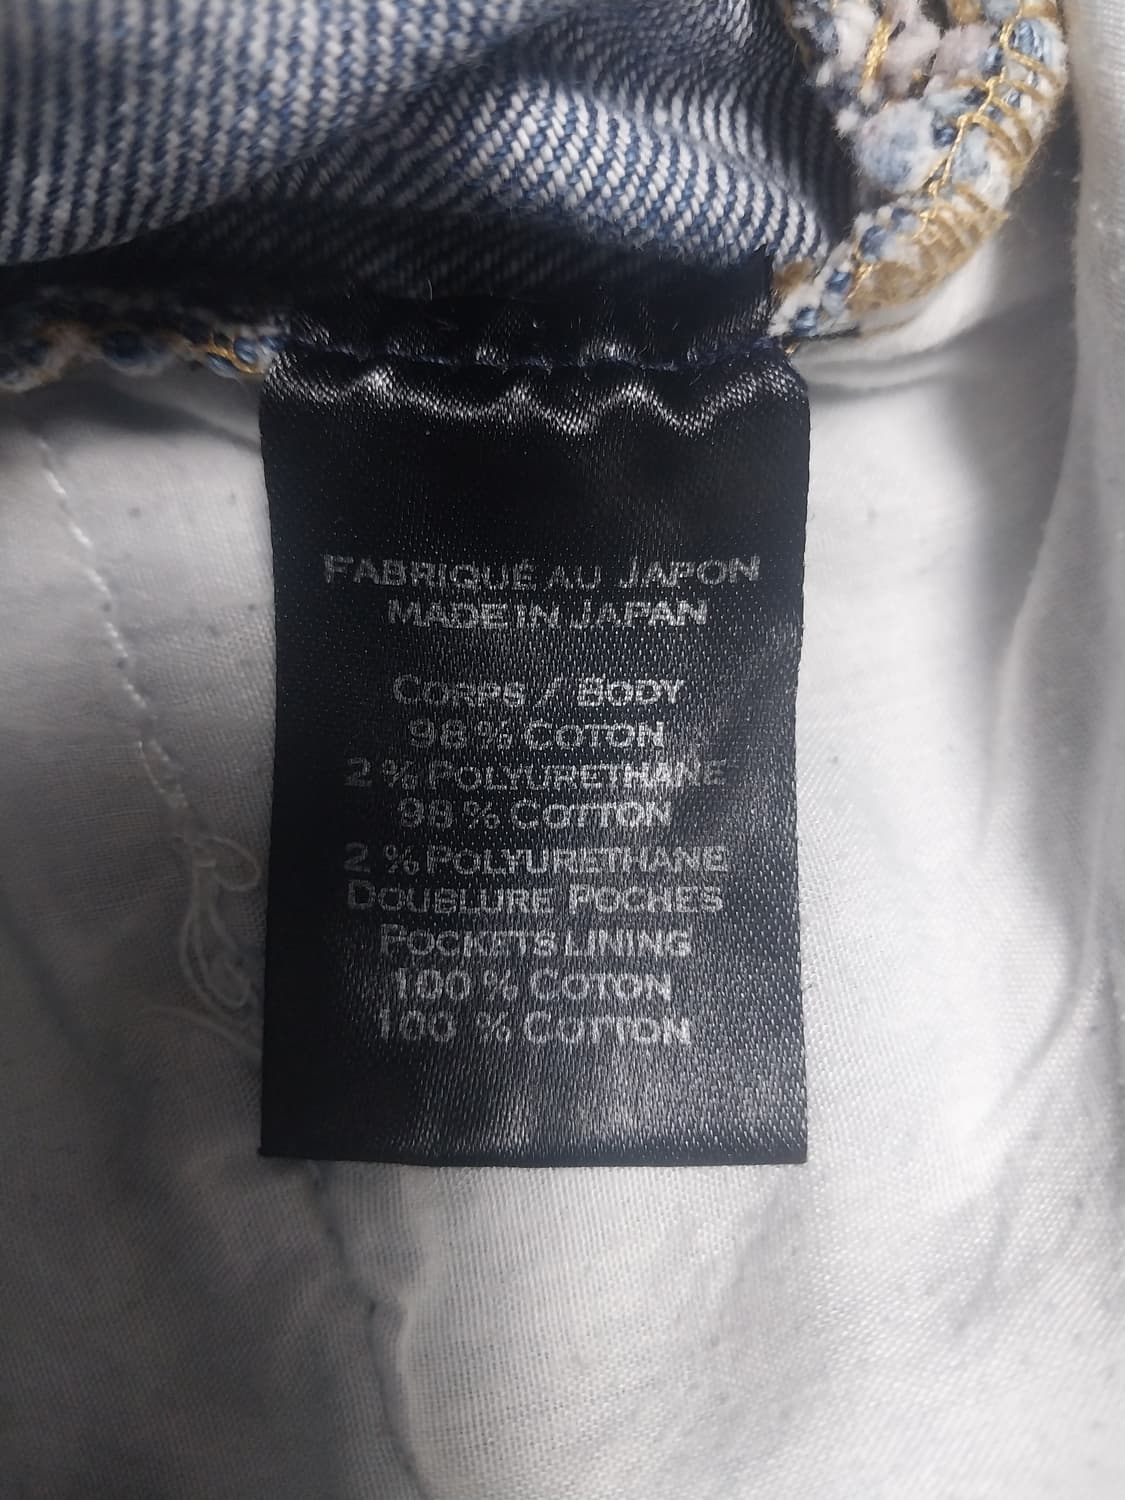 FABRIQUÉ AU JAPON
MADE IN JAPAN
CORPS / BODY
98 % COTON
2 % POLYURETHANE
98 % COTTON
2 % POLYURETHANE
DOUBLURE POCHES
POCKETS LINING
100 % COTON
100 % COTTON